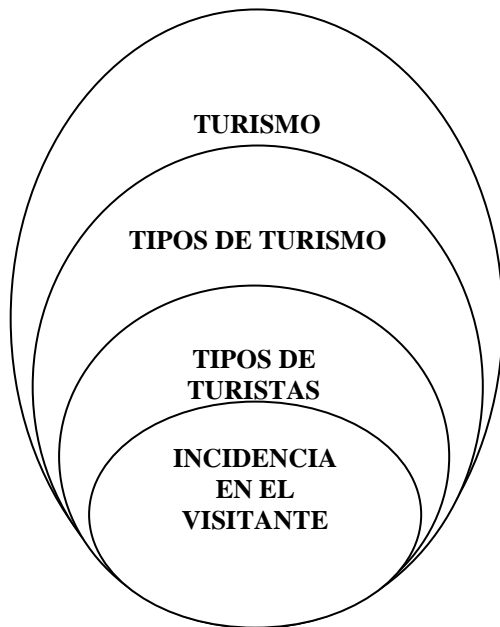 TURISMO
TIPOS DE TURISMO
TIPOS DE
TURISTAS
INCIDENCIA
EN EL
VISITANTE